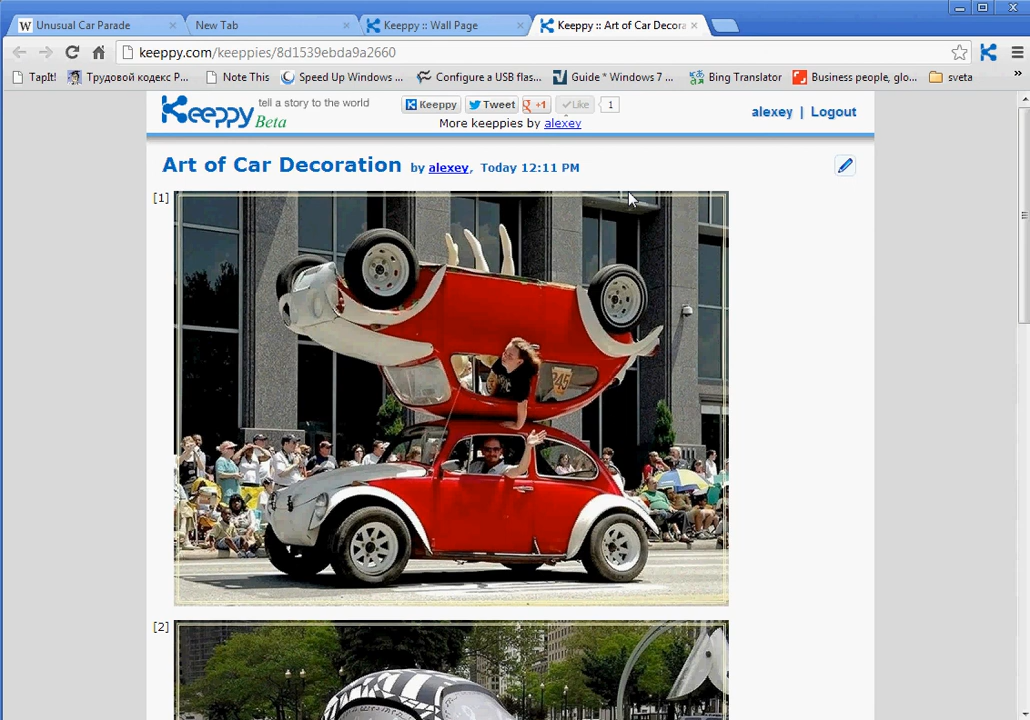 Unusual Car Parade
New Tab
Keeppy :: Wall Page
Keeppy :: Art of Car Decora
keeppy.com/keeppies/8d1539ebda9a2660
TapIt!
Трудовой кодекс Р...
Note This
Speed Up Windows ...
Configure a USB flas...
Guide * Windows 7 ...
Bing Translator
Business people, glo...
sveta
»
Keeppy Beta
tell a story to the world
Keeppy
Tweet
+1
Like
1
More keeppies by alexey
alexey | Logout
Art of Car Decoration by alexey, Today 12:11 PM
[1]
245
[2]